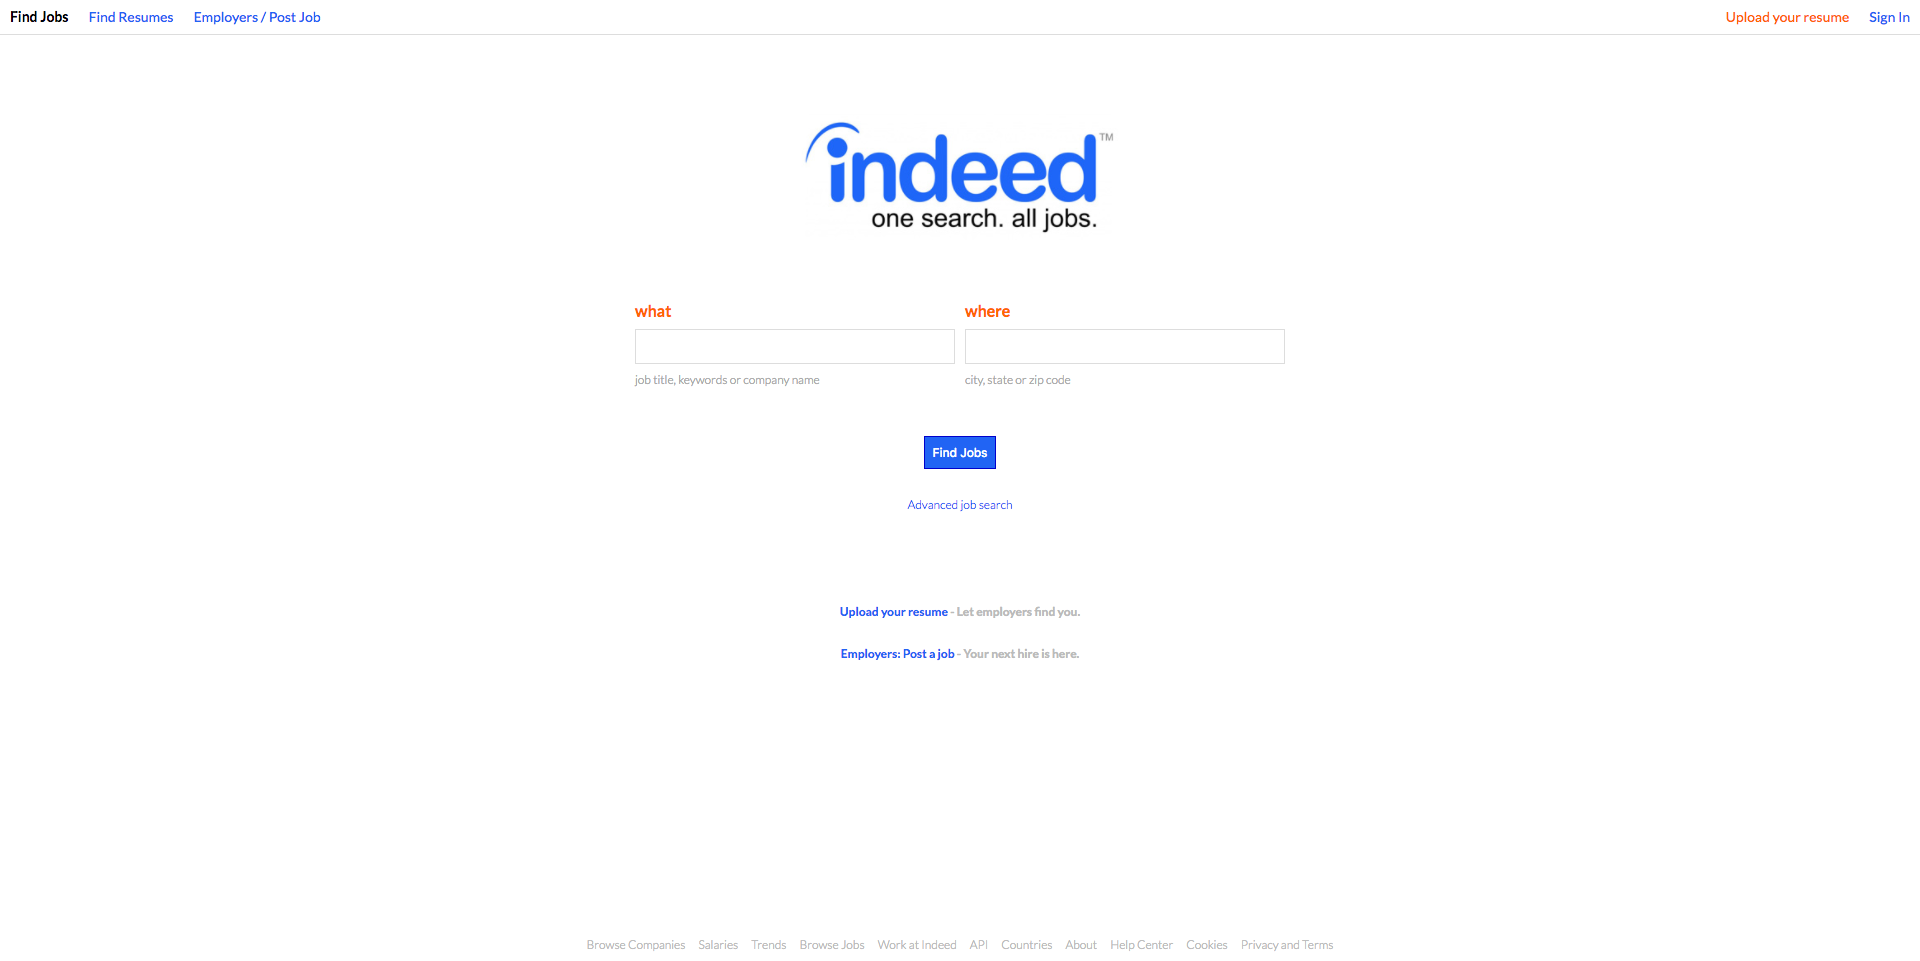 Find Jobs Find Resumes Employers / Post Job Upload your resume Sign In
indeed™
one search. all jobs.
what where
job title, keywords or company name city, state or zip code
Find Jobs
Advanced job search
Upload your resume - Let employers find you.
Employers: Post a job - Your next hire is here.
Browse Companies Salaries Trends Browse Jobs Work at Indeed API Countries About Help Center Cookies Privacy and Terms